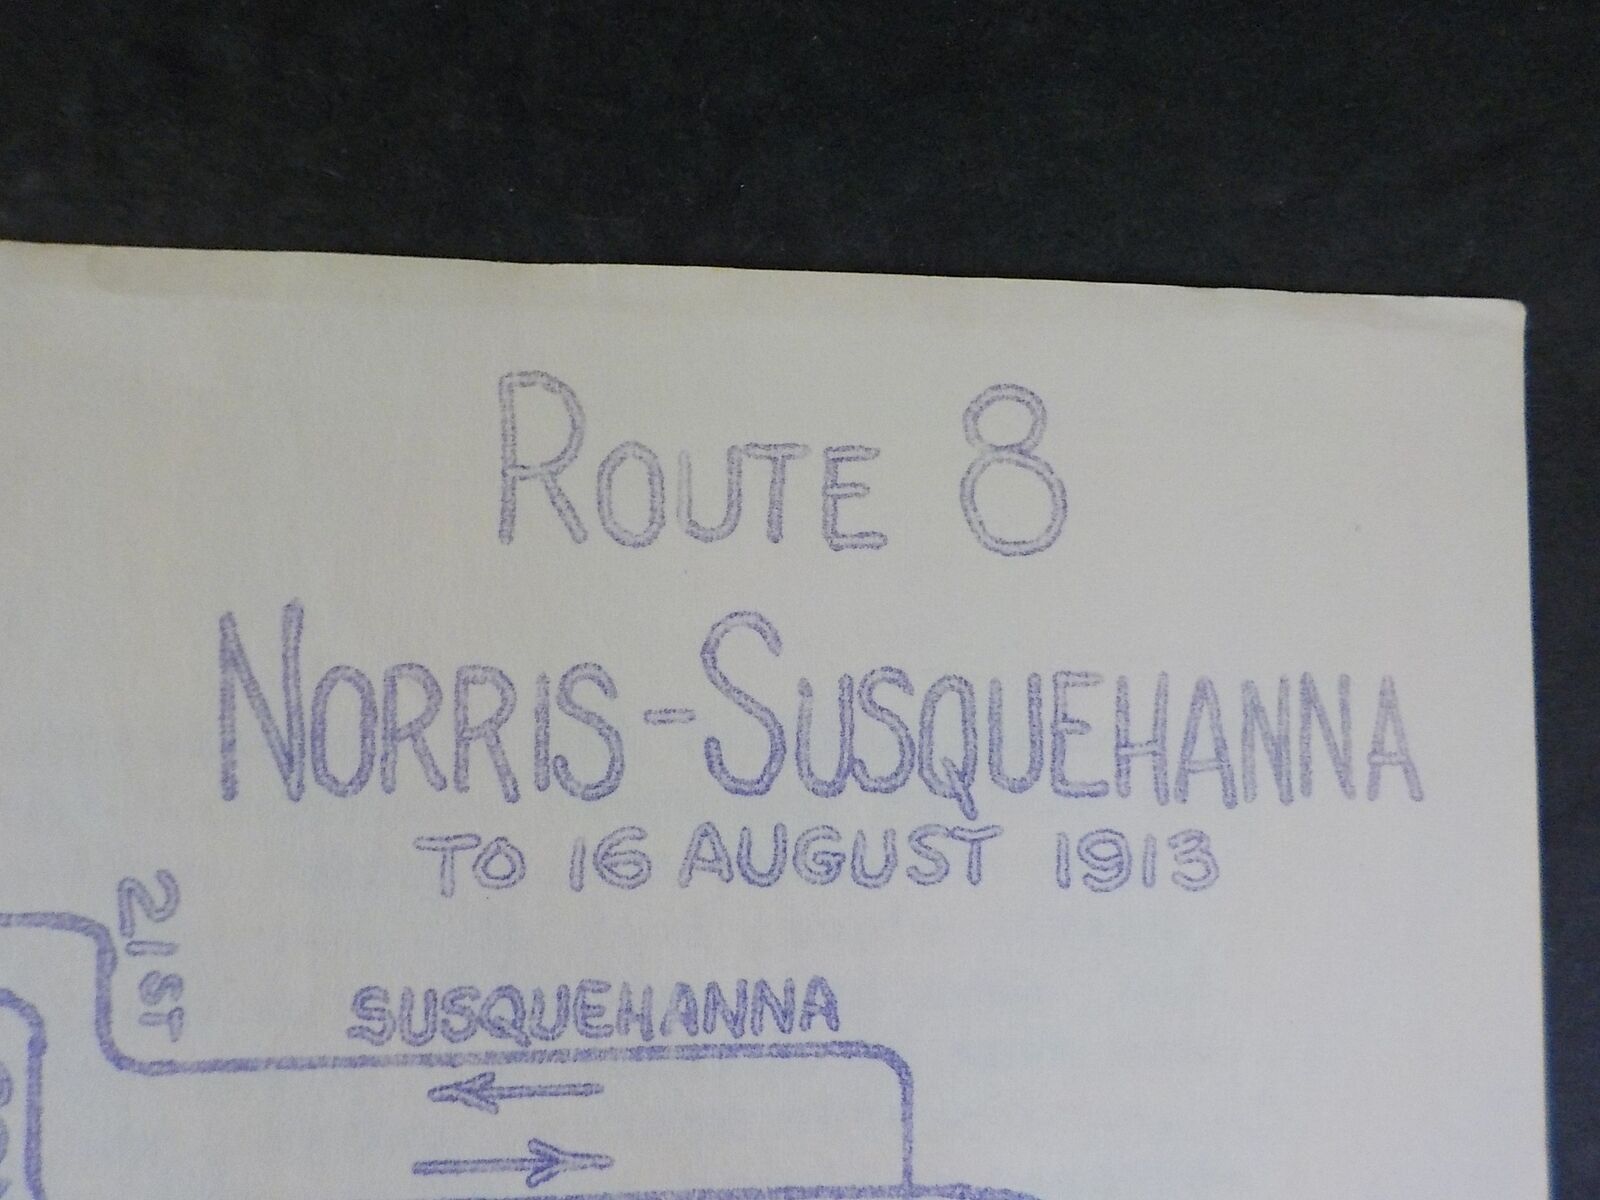 ROUTE 8
NORRIS-SUSQUEHANNA
TO 16 AUGUST 1913
21ST
SUSQUEHANNA